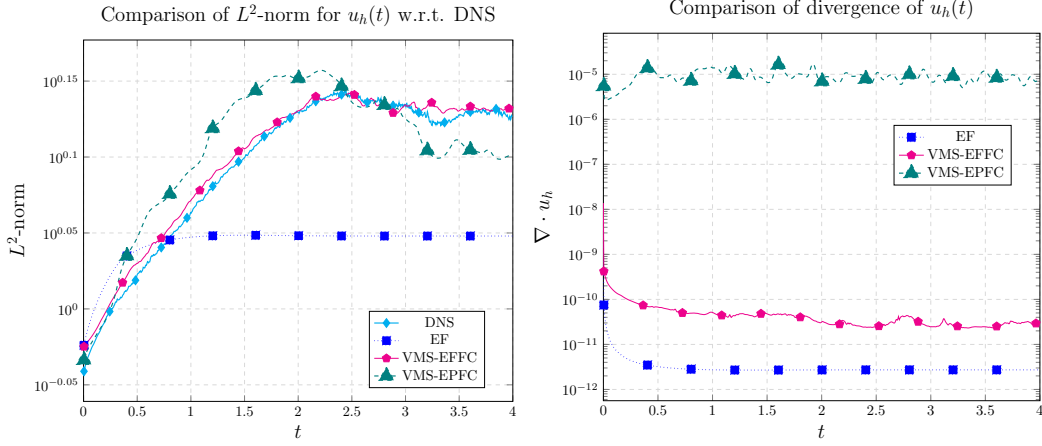 Comparison of L²-norm for uₕ(t) w.r.t. DNS
L²-norm
10^0.15
10^0.1
10^0.05
10^0
10^−0.05
DNS
EF
VMS-EFFC
VMS-EPFC
0 0.5 1 1.5 2 2.5 3 3.5 4
t
Comparison of divergence of uₕ(t)
∇ · uₕ
10^−5
10^−6
10^−7
10^−8
10^−9
10^−10
10^−11
10^−12
EF
VMS-EFFC
VMS-EPFC
0 0.5 1 1.5 2 2.5 3 3.5 4
t